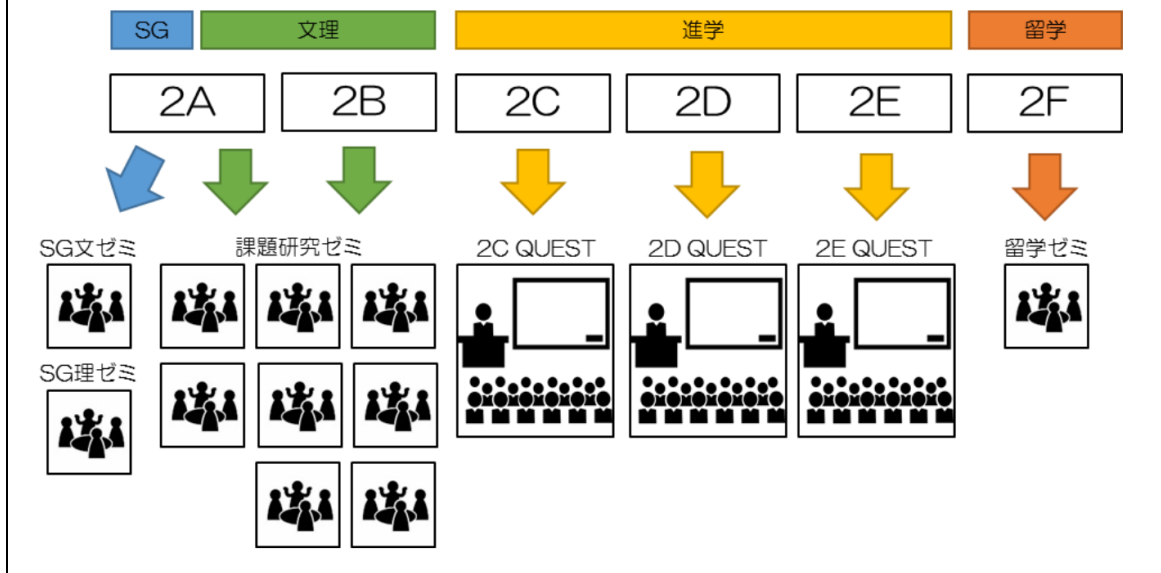 SG
文理
進学
留学
2A
2B
2C
2D
2E
2F
SG文ゼミ
課題研究ゼミ
2C QUEST
2D QUEST
2E QUEST
留学ゼミ
SG理ゼミ